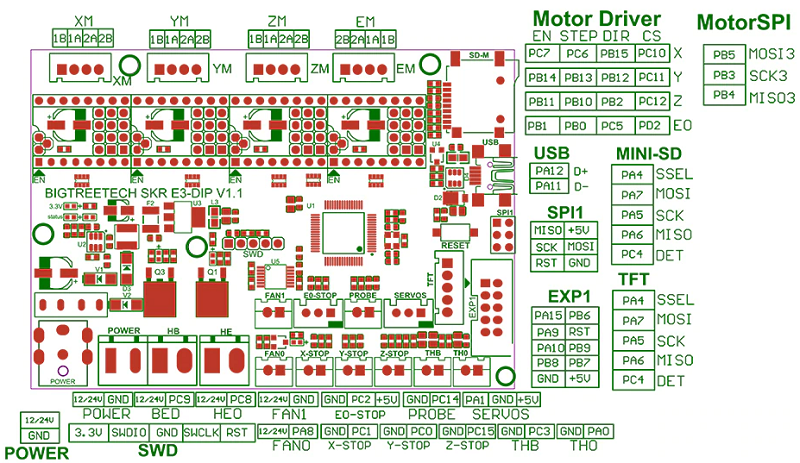 XM YM ZM EM Motor Driver MotorSPI
1B 1A 2A 2B 1B 1A 2A 2B 1B 1A 2A 2B 2B 2A 1A 1B EN STEP DIR CS
PC7 PC6 PB15 PC10 X PB5 MOSI3
PB14 PB13 PB12 PC11 Y PB3 SCK3
PB11 PB10 PB2 PC12 Z PB4 MISO3
PB1 PB0 PC5 PD2 E0
XM YM ZM EM SD-M
U4 USB
EN EN EN EN D2
BIGTREETECH SKR E3-DIP V1.1
3.3V F2 U3 L3 U1 SPI1
status
U2 SWD RESET
V1 Q3 Q1 U5 TFT
D3
V2 FAN1 E0-STOP PROBE SERVOS EXP1
POWER HB HE
FAN0 X-STOP Y-STOP Z-STOP THB TH0
POWER
USB MINI-SD
PA12 D+ PA4 SSEL
PA11 D- PA7 MOSI
SPI1 PA5 SCK
MISO +5V PA6 MISO
SCK MOSI PC4 DET
RST GND
EXP1 TFT
PA15 PB6 PA4 SSEL
PA9 RST PA7 MOSI
PA10 PB9 PA5 SCK
PB8 PB7 PA6 MISO
GND +5V PC4 DET
12/24V GND 12/24V PC9 12/24V PC8 12/24V GND GND PC2 +5V GND PC14 PA1 GND +5V
POWER BED HE0 FAN1 E0-STOP PROBE SERVOS
12/24V
GND
POWER
3.3V SWDIO GND SWCLK RST 12/24V PA8 GND PC1 GND PC0 GND PC15 GND PC3 GND PA0
SWD FAN0 X-STOP Y-STOP Z-STOP THB TH0